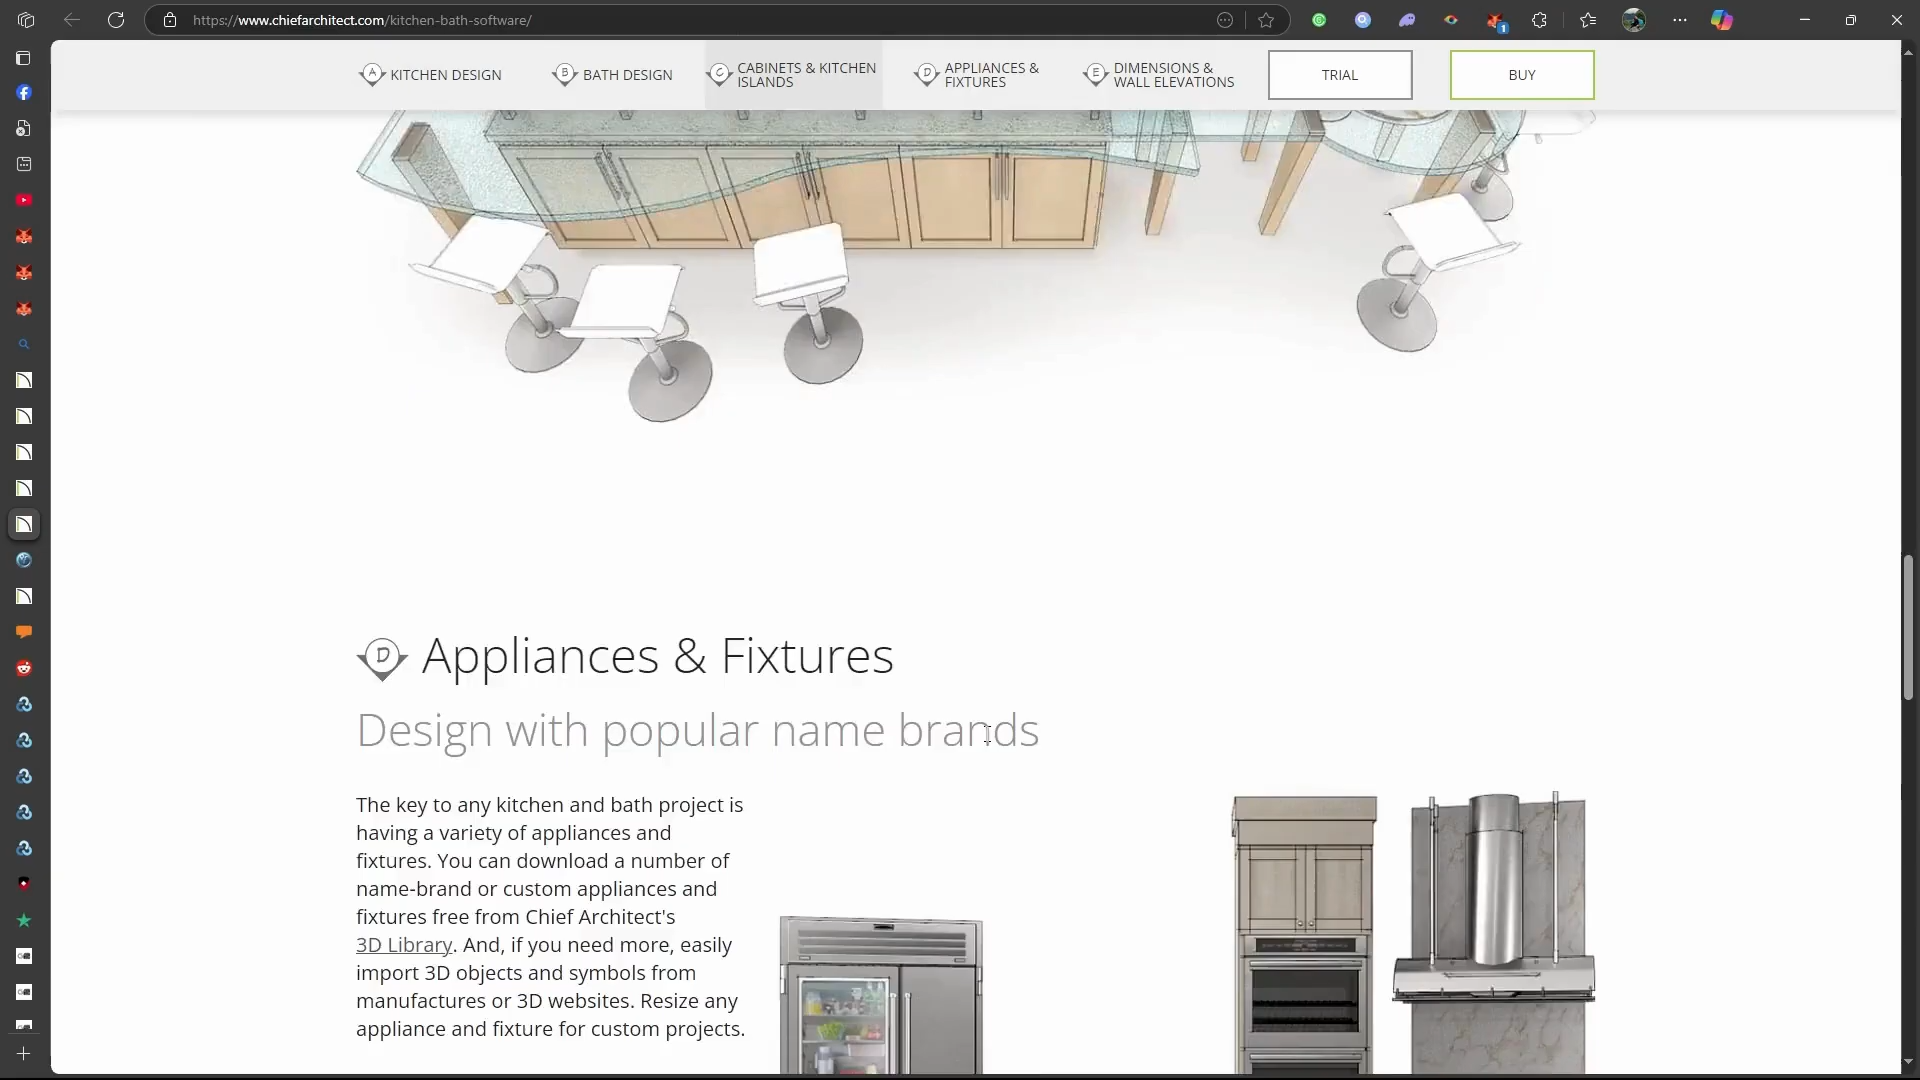 https://www.chiefarchitect.com/kitchen-bath-software/
1
A KITCHEN DESIGN
B BATH DESIGN
C CABINETS & KITCHEN
ISLANDS
D APPLIANCES &
FIXTURES
E DIMENSIONS &
WALL ELEVATIONS
TRIAL
BUY
D Appliances & Fixtures
Design with popular name brands
The key to any kitchen and bath project is
having a variety of appliances and
fixtures. You can download a number of
name-brand or custom appliances and
fixtures free from Chief Architect's
3D Library. And, if you need more, easily
import 3D objects and symbols from
manufactures or 3D websites. Resize any
appliance and fixture for custom projects.